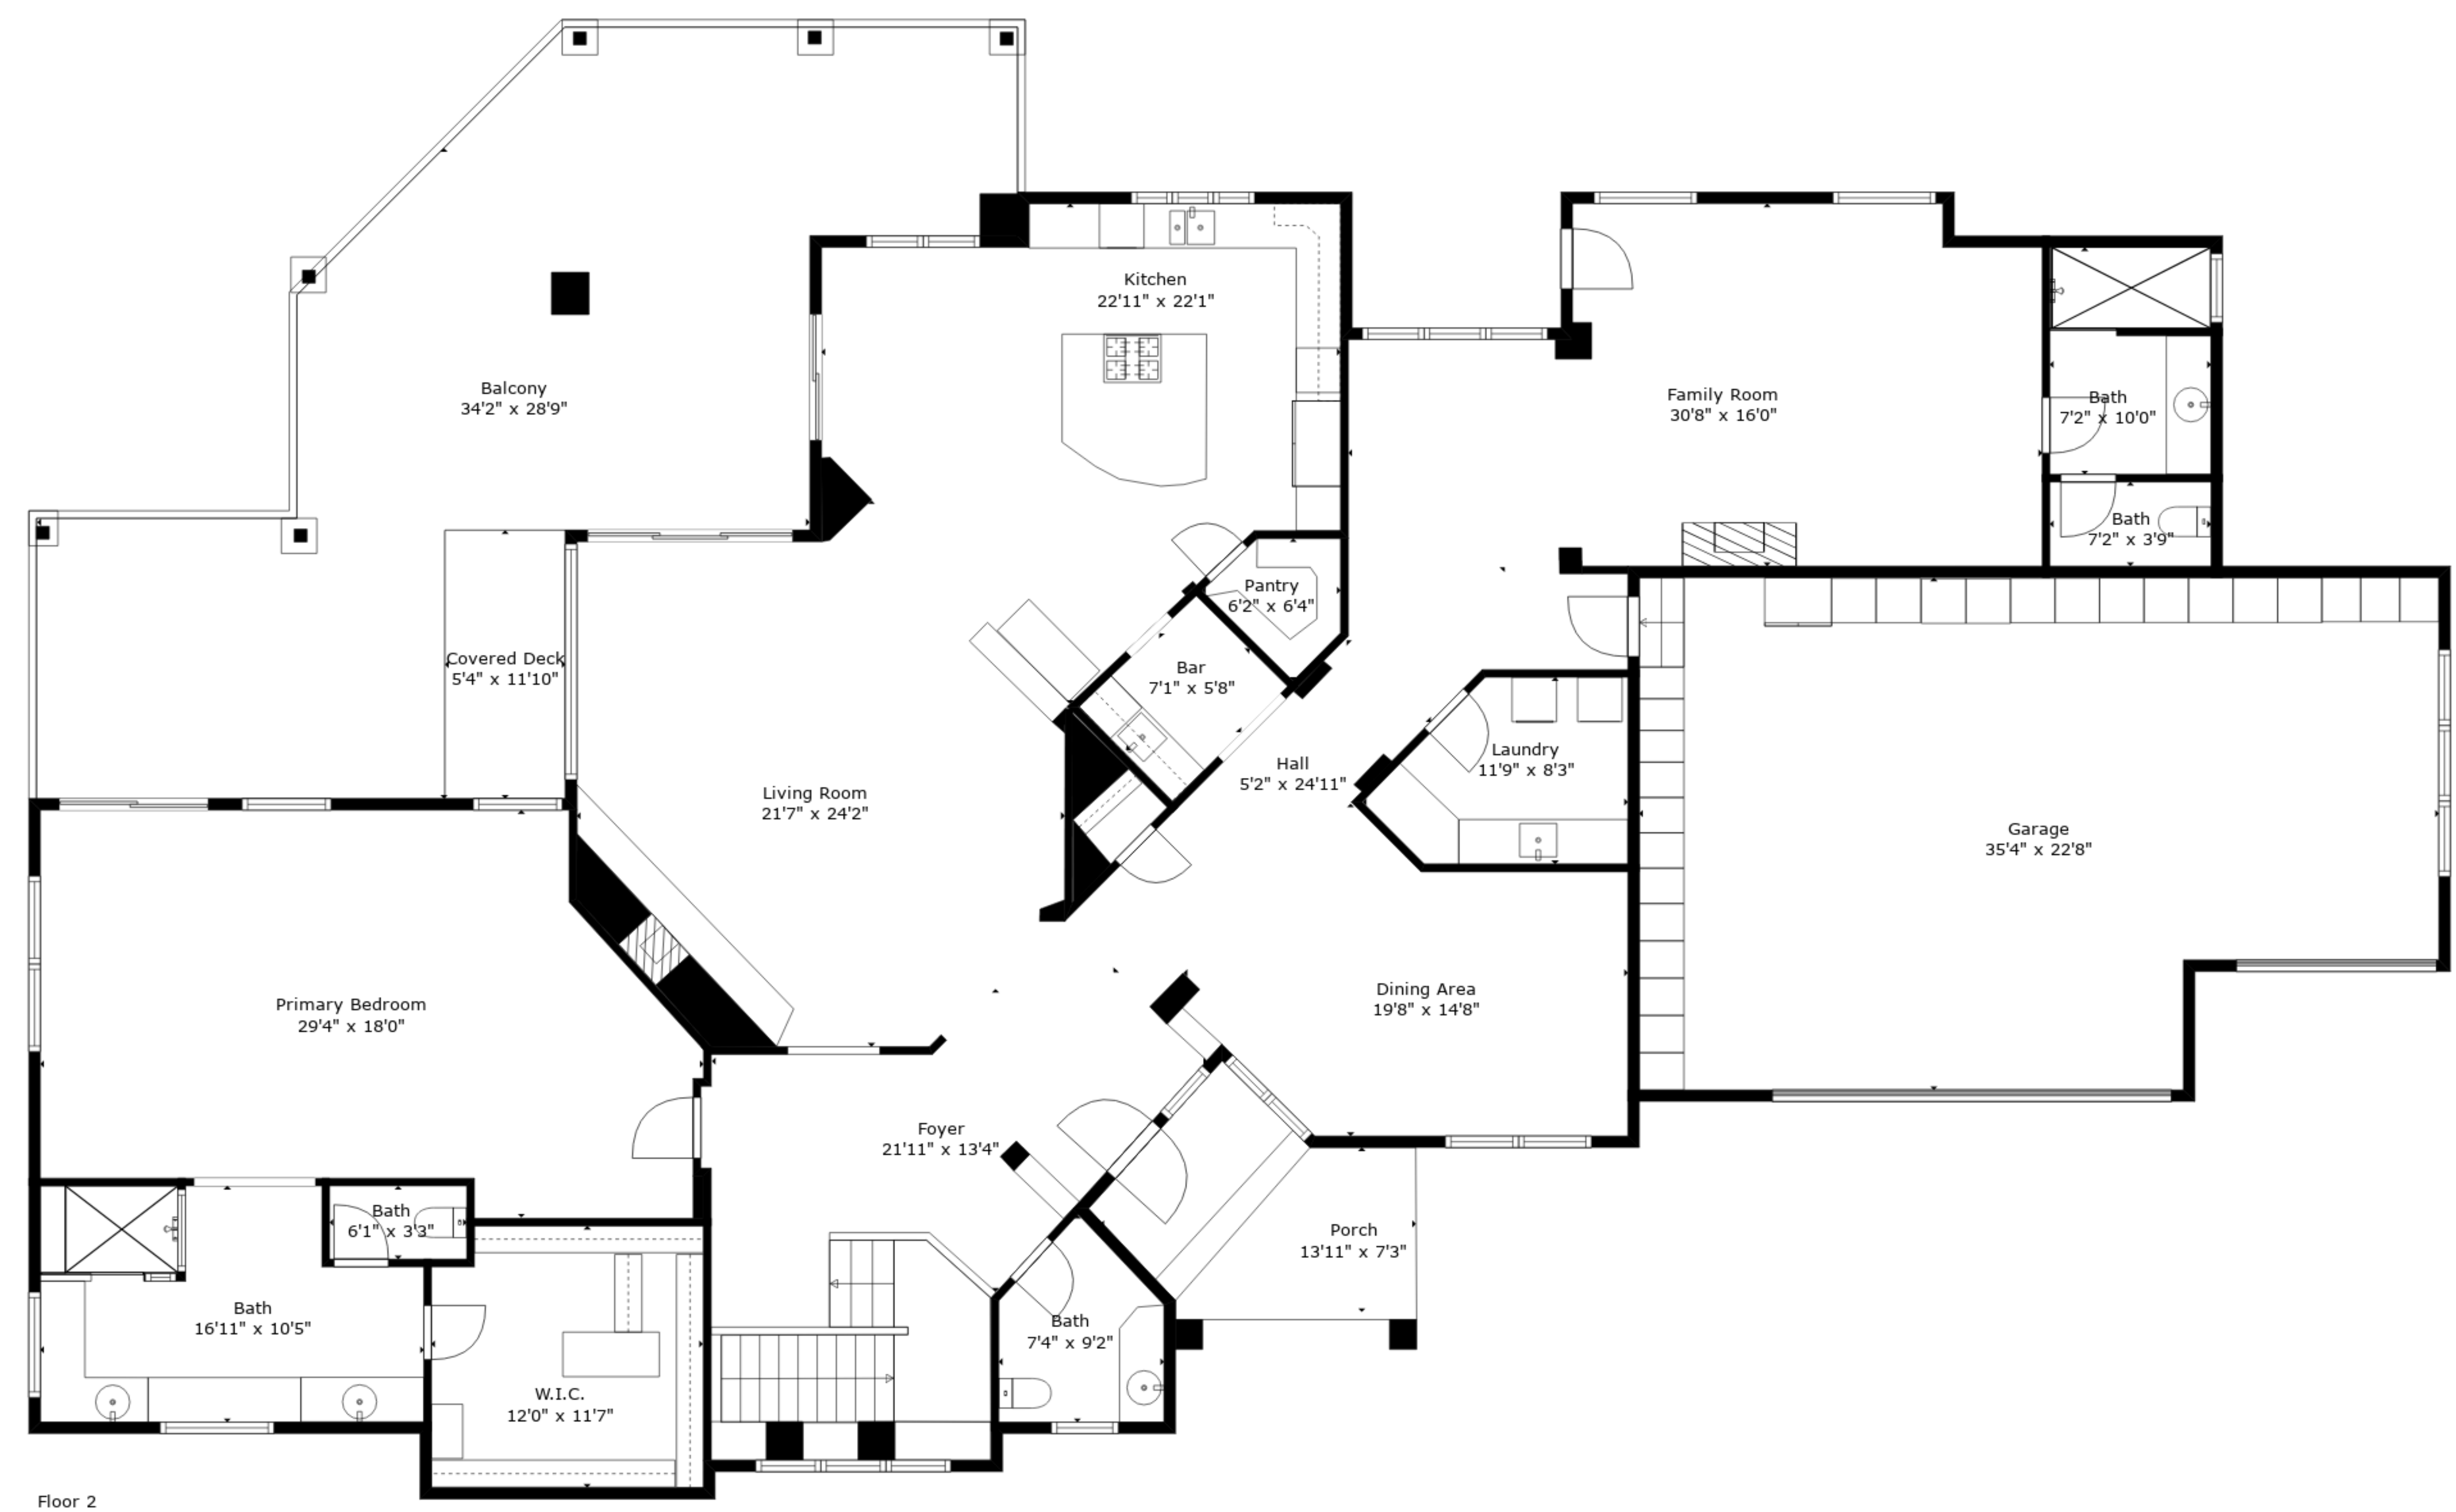 Kitchen
22'11" x 22'1"
Balcony
34'2" x 28'9"
Family Room
30'8" x 16'0"
Bath
7'2" x 10'0"
Bath
7'2" x 3'9"
Pantry
6'2" x 6'4"
Covered Deck
5'4" x 11'10"
Bar
7'1" x 5'8"
Hall
5'2" x 24'11"
Laundry
11'9" x 8'3"
Living Room
21'7" x 24'2"
Garage
35'4" x 22'8"
Primary Bedroom
29'4" x 18'0"
Dining Area
19'8" x 14'8"
Foyer
21'11" x 13'4"
Bath
6'1" x 3'3"
Porch
13'11" x 7'3"
Bath
16'11" x 10'5"
Bath
7'4" x 9'2"
W.I.C.
12'0" x 11'7"
Floor 2